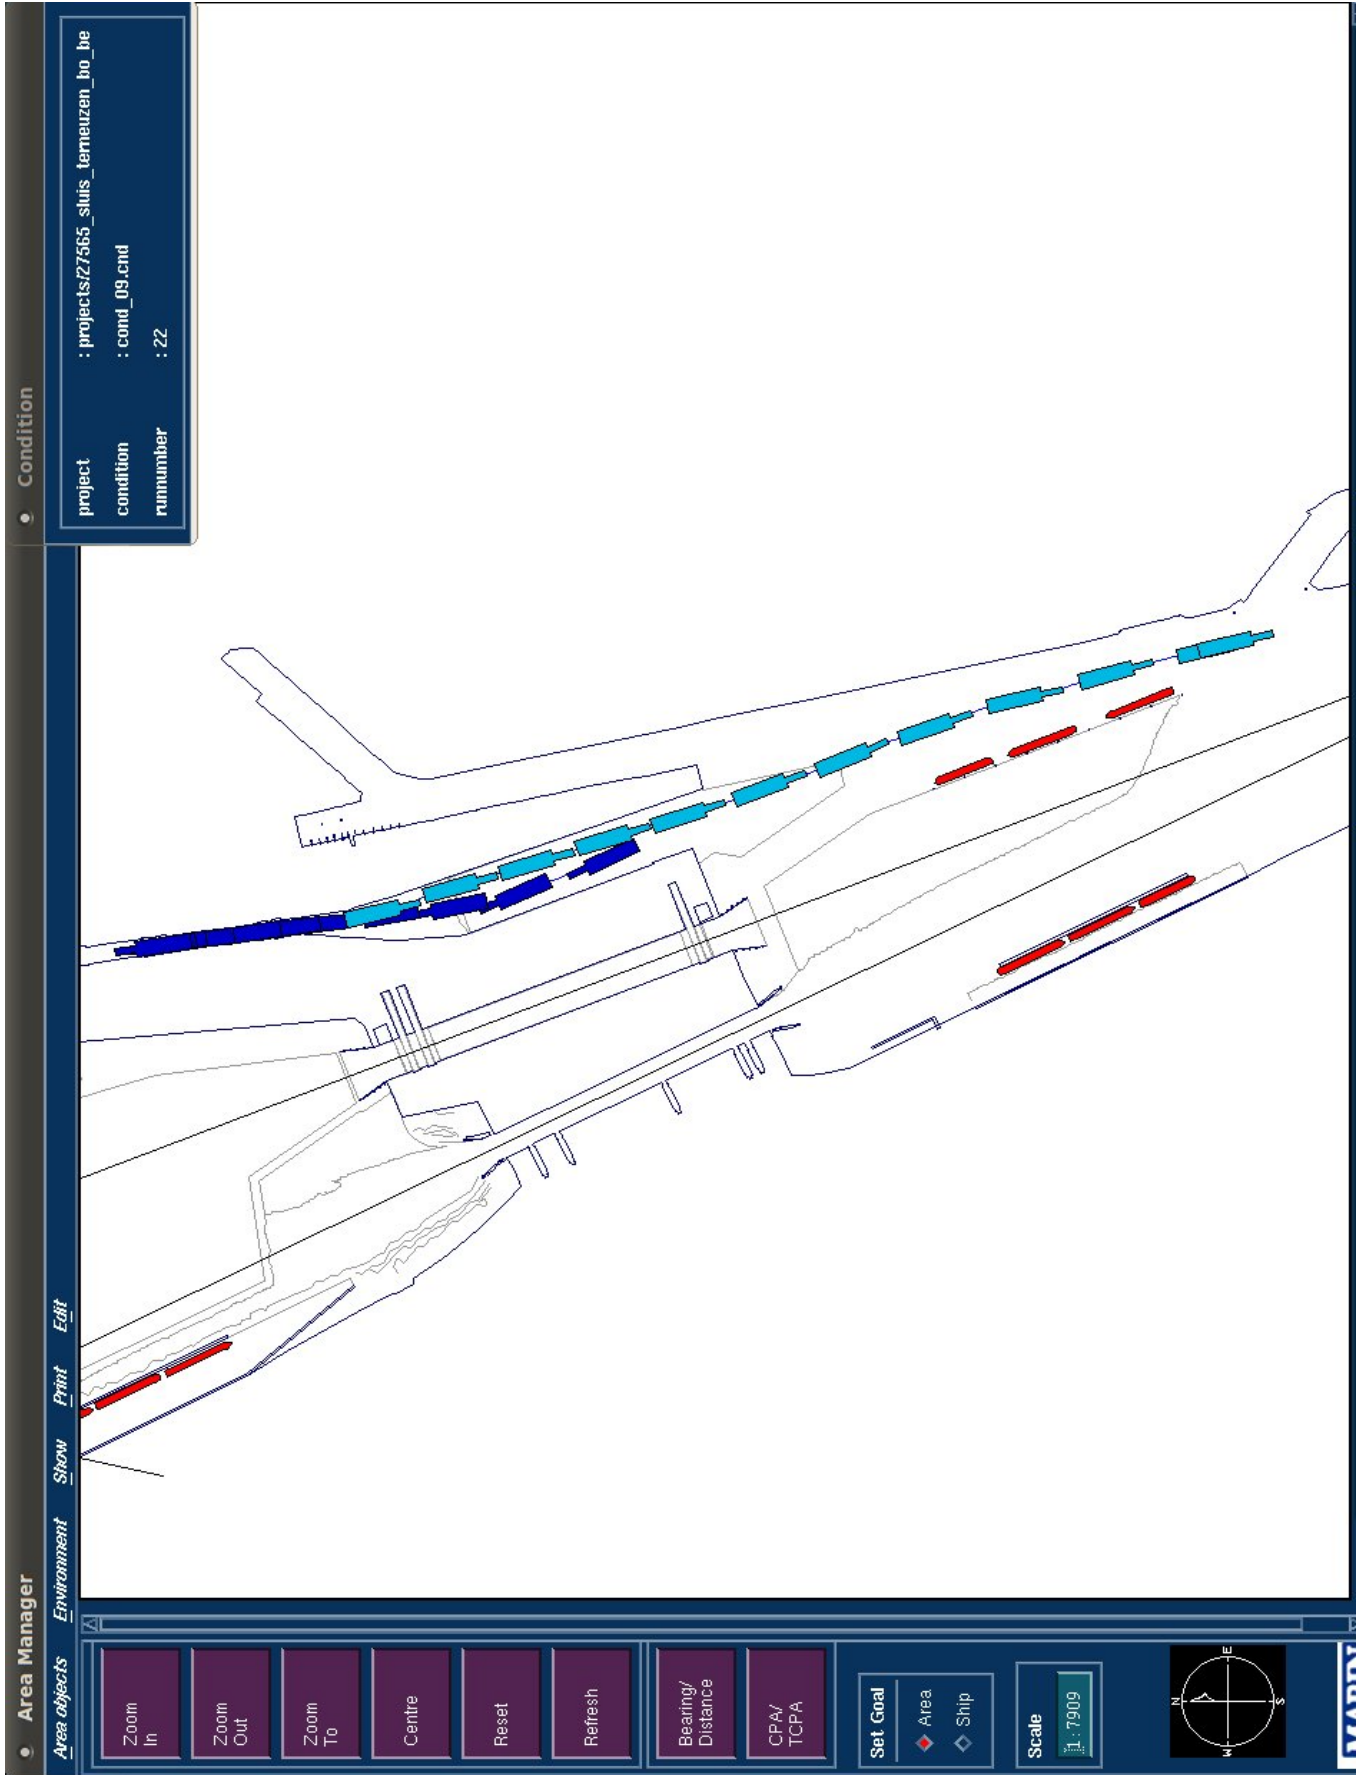 Area Manager
Condition
Area objects Environment Show Print Edit
project : projects/27565_sluis_terneuzen_bo_be
condition : cond_09.cnd
runnumber : 22
Zoom
In
Zoom
Out
Zoom
To
Centre
Reset
Refresh
Bearing/
Distance
CPA/
TCPA
Set Goal
Area
Ship
Scale
1 : 7909
N
W E
S